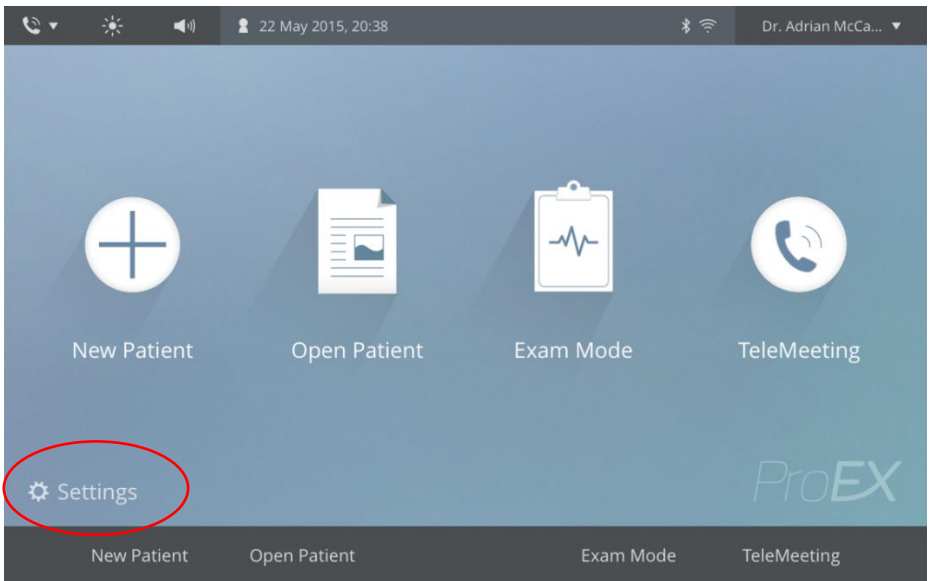 22 May 2015, 20:38 Dr. Adrian McCa...
New Patient Open Patient Exam Mode TeleMeeting
Settings ProEX
New Patient Open Patient Exam Mode TeleMeeting